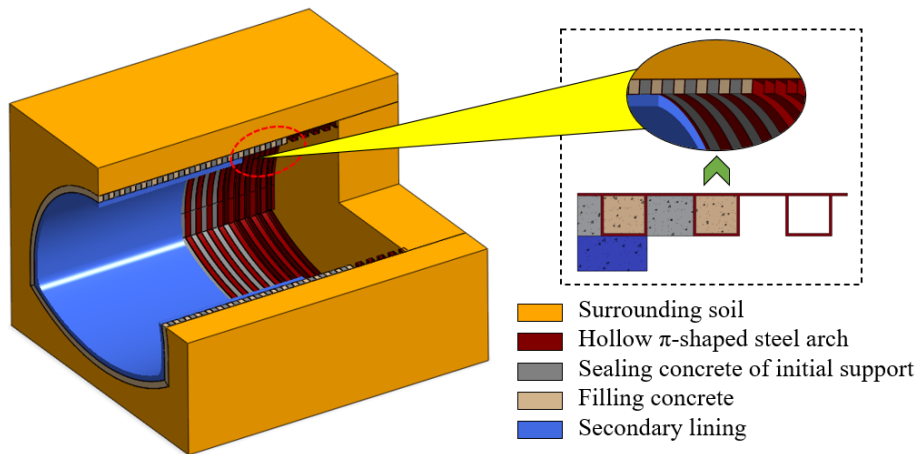 Surrounding soil
Hollow π-shaped steel arch
Sealing concrete of initial support
Filling concrete
Secondary lining